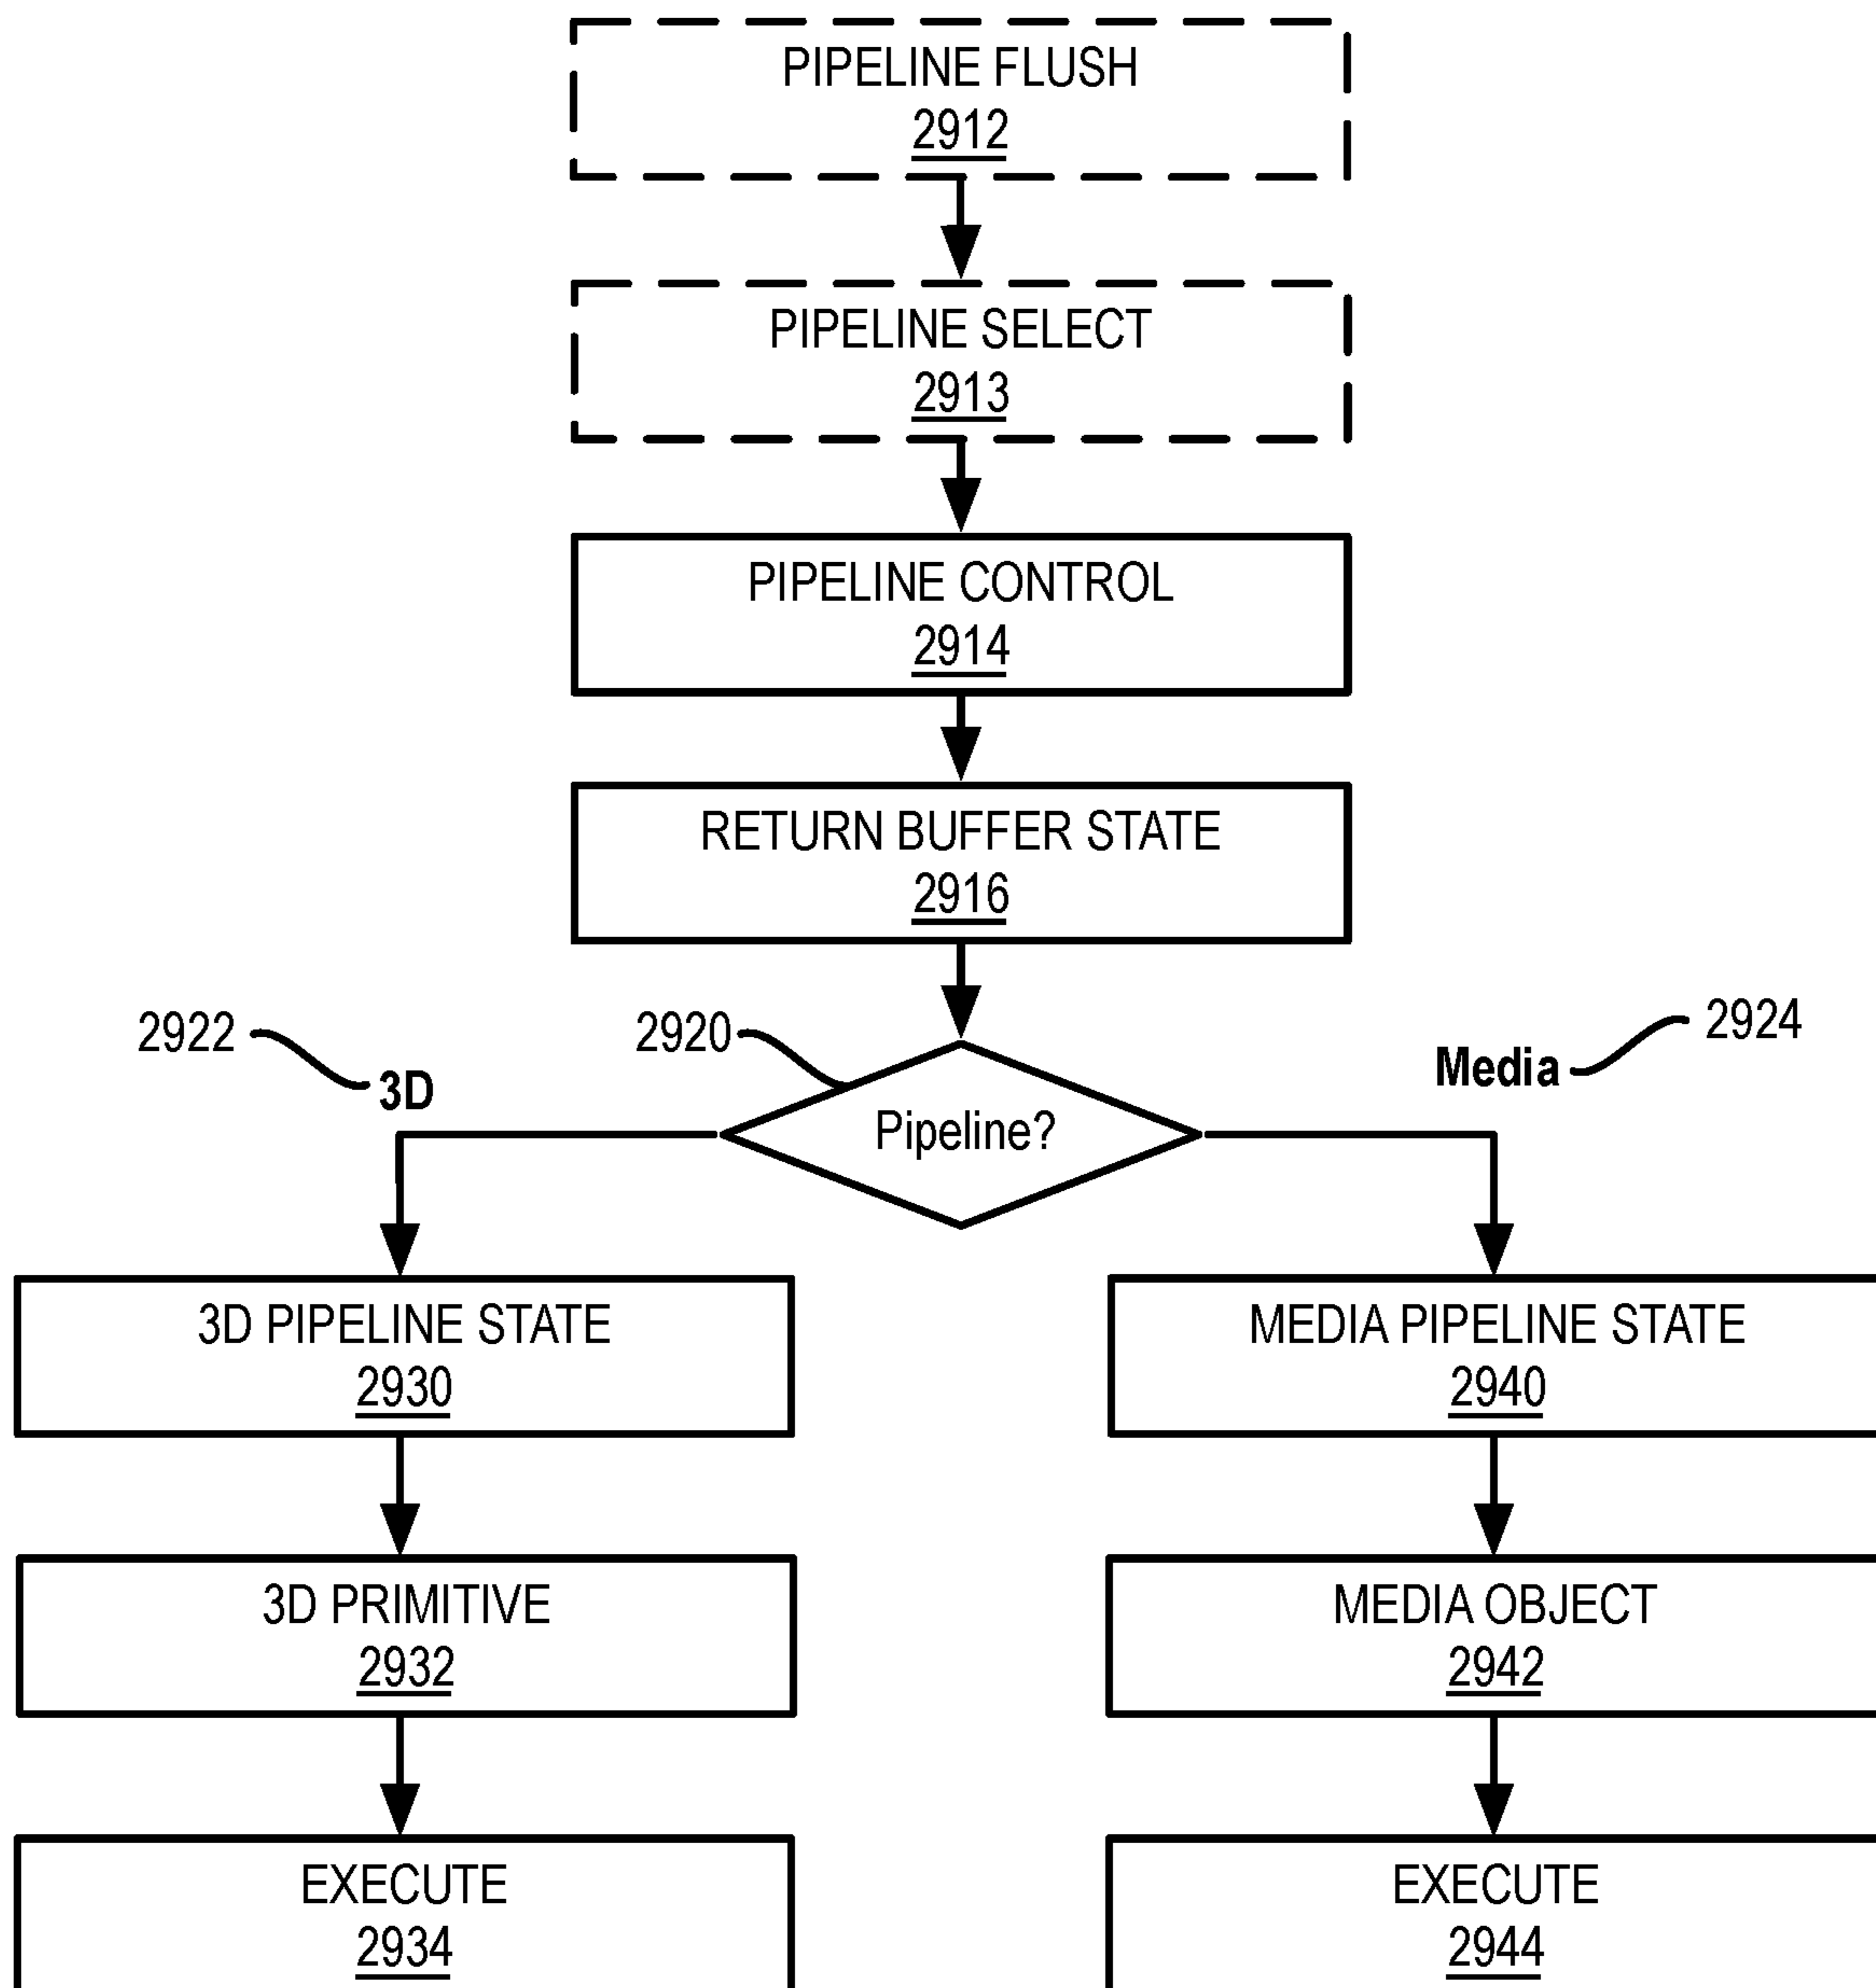 PIPELINE FLUSH
2912
PIPELINE SELECT
2913
PIPELINE CONTROL
2914
RETURN BUFFER STATE
2916
2922
3D
2920
Pipeline?
Media
2924
3D PIPELINE STATE
2930
MEDIA PIPELINE STATE
2940
3D PRIMITIVE
2932
MEDIA OBJECT
2942
EXECUTE
2934
EXECUTE
2944